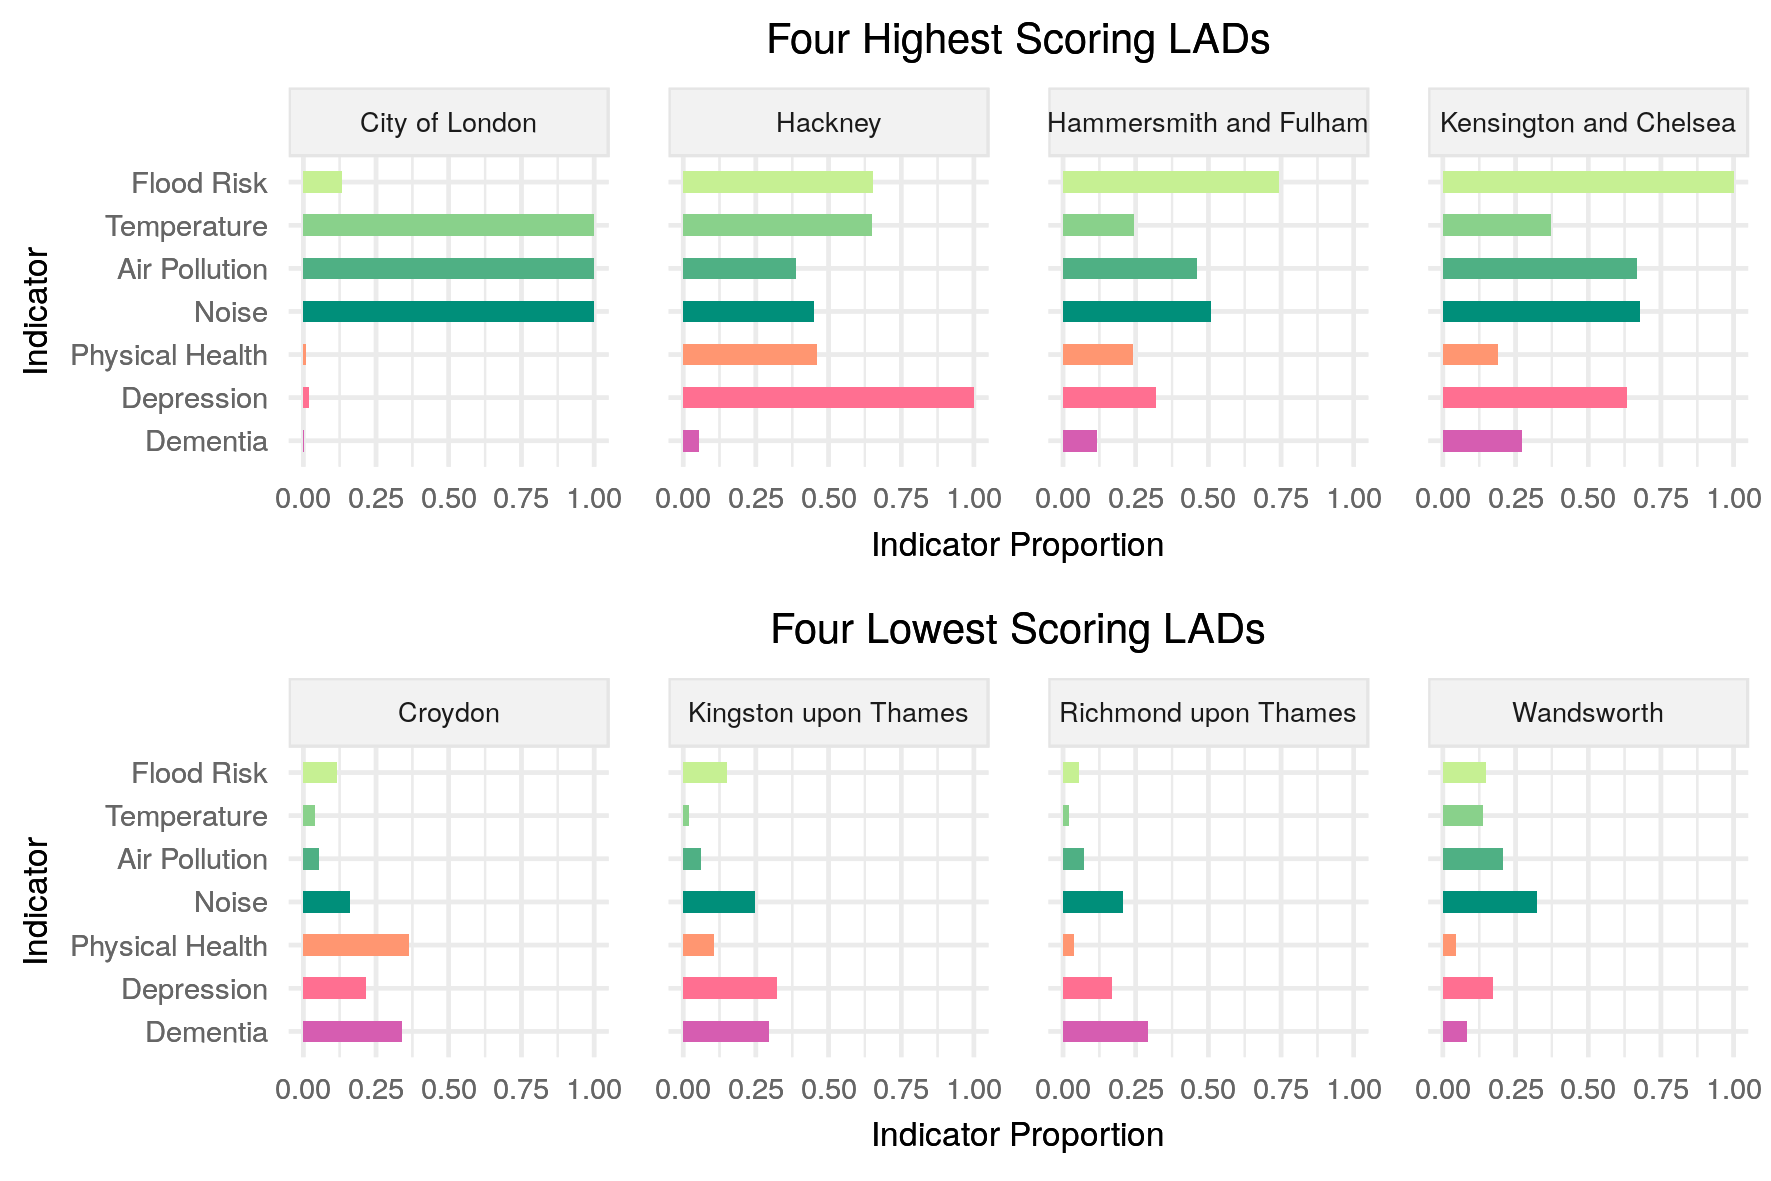 Four Highest Scoring LADs
City of London
Hackney
Hammersmith and Fulham
Kensington and Chelsea
Indicator
Flood Risk
Temperature
Air Pollution
Noise
Physical Health
Depression
Dementia
0.00 0.25 0.50 0.75 1.00
0.00 0.25 0.50 0.75 1.00
0.00 0.25 0.50 0.75 1.00
0.00 0.25 0.50 0.75 1.00
Indicator Proportion
Four Lowest Scoring LADs
Croydon
Kingston upon Thames
Richmond upon Thames
Wandsworth
Indicator
Flood Risk
Temperature
Air Pollution
Noise
Physical Health
Depression
Dementia
0.00 0.25 0.50 0.75 1.00
0.00 0.25 0.50 0.75 1.00
0.00 0.25 0.50 0.75 1.00
0.00 0.25 0.50 0.75 1.00
Indicator Proportion